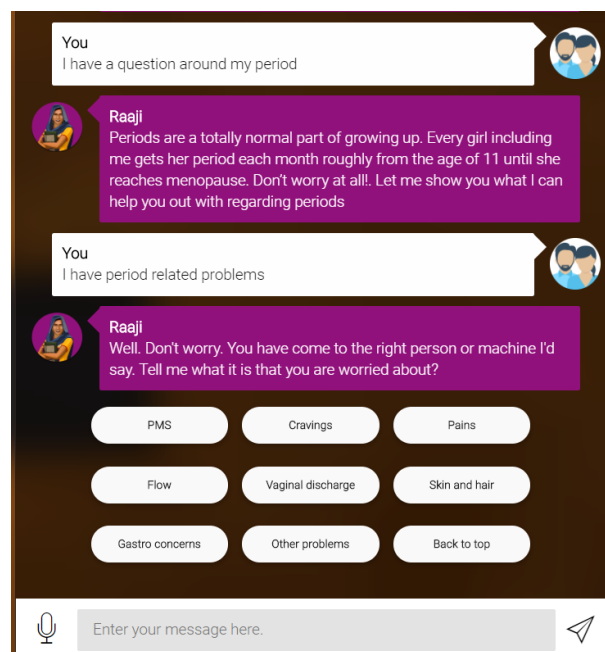 You
I have a question around my period
Raaji
Periods are a totally normal part of growing up. Every girl including
me gets her period each month roughly from the age of 11 until she
reaches menopause. Don't worry at all!. Let me show you what I can
help you out with regarding periods
You
I have period related problems
Raaji
Well. Don't worry. You have come to the right person or machine I'd
say. Tell me what it is that you are worried about?
PMS
Cravings
Pains
Flow
Vaginal discharge
Skin and hair
Gastro concerns
Other problems
Back to top
Enter your message here.